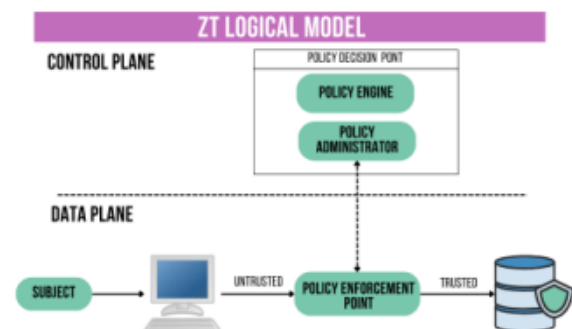 ZT LOGICAL MODEL
CONTROL PLANE
POLICY DECISION PONT
POLICY ENGINE
POLICY
ADMINISTRATOR
DATA PLANE
SUBJECT
UNTRUSTED
POLICY ENFORCEMENT
POINT
TRUSTED